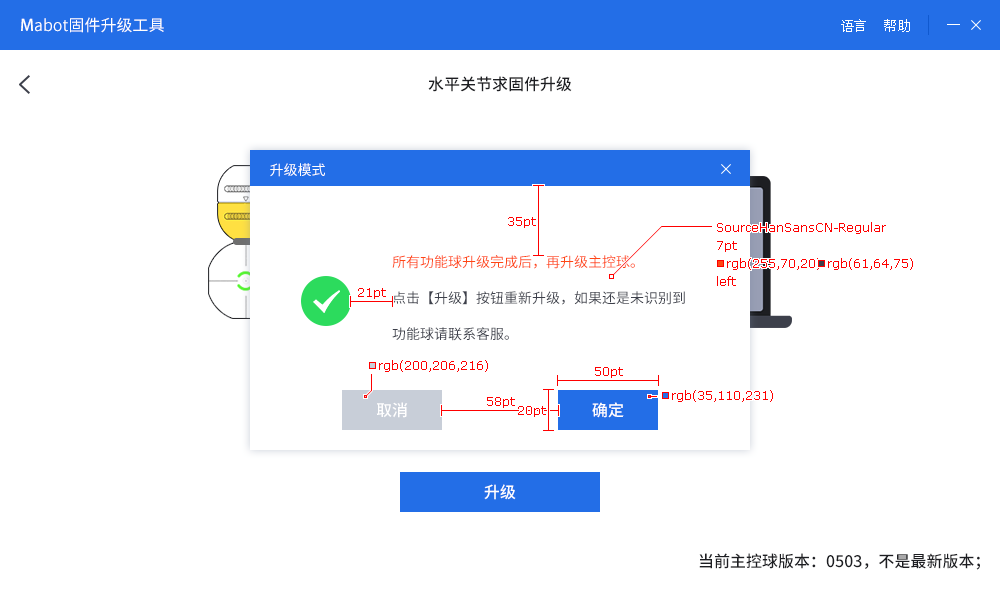 Mabot固件升级工具
语言 帮助
水平关节求固件升级
升级模式
35pt
SourceHanSansCN-Regular
7pt
rgb(255,70,20) rgb(61,64,75)
left
所有功能球升级完成后，再升级主控球。
21pt
点击【升级】按钮重新升级，如果还是未识别到
功能球请联系客服。
rgb(200,206,216)
50pt
rgb(35,110,231)
取消
58pt
20pt
确定
升级
当前主控球版本：0503，不是最新版本；